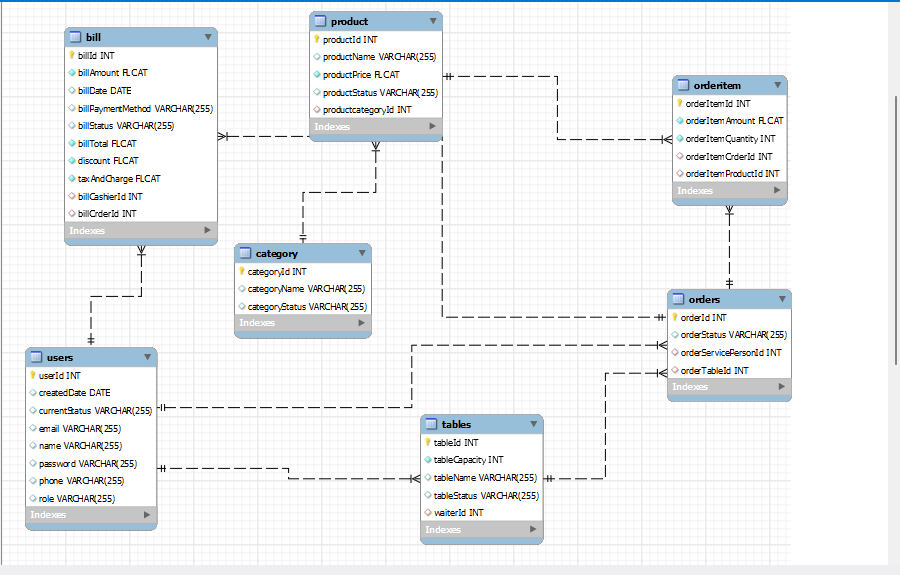 bill
billId INT
billAmount FLOAT
billDate DATE
billPaymentMethod VARCHAR(255)
billStatus VARCHAR(255)
billTotal FLOAT
discount FLOAT
taxAndCharge FLOAT
billCashierId INT
billOrderId INT
Indexes
product
productId INT
productName VARCHAR(255)
productPrice FLOAT
productStatus VARCHAR(255)
productcategoryId INT
Indexes
orderitem
orderItemId INT
orderItemAmount FLOAT
orderItemQuantity INT
orderItemOrderId INT
orderItemProductId INT
Indexes
category
categoryId INT
categoryName VARCHAR(255)
categoryStatus VARCHAR(255)
Indexes
orders
orderId INT
orderStatus VARCHAR(255)
orderServicePersonId INT
orderTableId INT
Indexes
users
userId INT
createdDate DATE
currentStatus VARCHAR(255)
email VARCHAR(255)
name VARCHAR(255)
password VARCHAR(255)
phone VARCHAR(255)
role VARCHAR(255)
Indexes
tables
tableId INT
tableCapacity INT
tableName VARCHAR(255)
tableStatus VARCHAR(255)
waiterId INT
Indexes